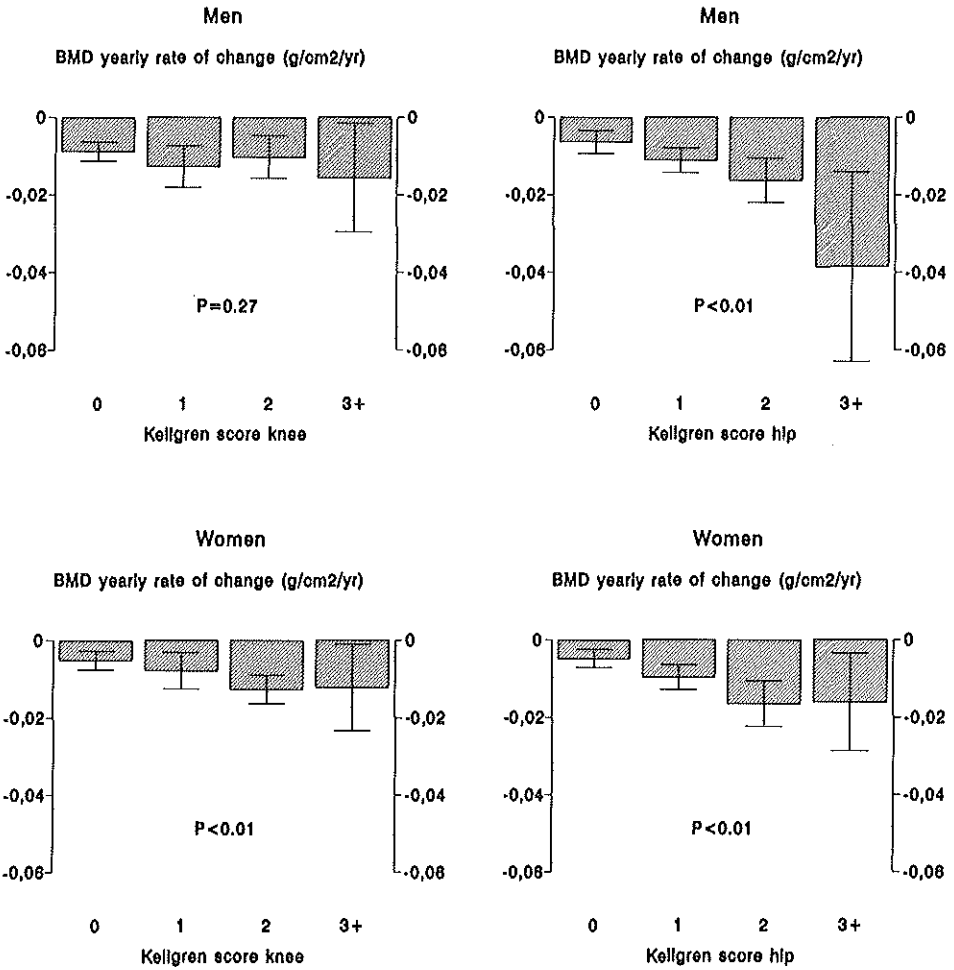 Men
BMD yearly rate of change (g/cm2/yr)
0
-0,02
-0,04
-0,06
0
-0,02
-0,04
-0,06
P=0.27
0 1 2 3+
Kellgren score knee
Men
BMD yearly rate of change (g/cm2/yr)
0
-0,02
-0,04
-0,06
0
-0,02
-0,04
-0,06
P<0.01
0 1 2 3+
Kellgren score hip
Women
BMD yearly rate of change (g/cm2/yr)
0
-0,02
-0,04
-0,06
0
-0,02
-0,04
-0,06
P<0.01
0 1 2 3+
Kellgren score knee
Women
BMD yearly rate of change (g/cm2/yr)
0
-0,02
-0,04
-0,06
0
-0,02
-0,04
-0,06
P<0.01
0 1 2 3+
Kellgren score hip